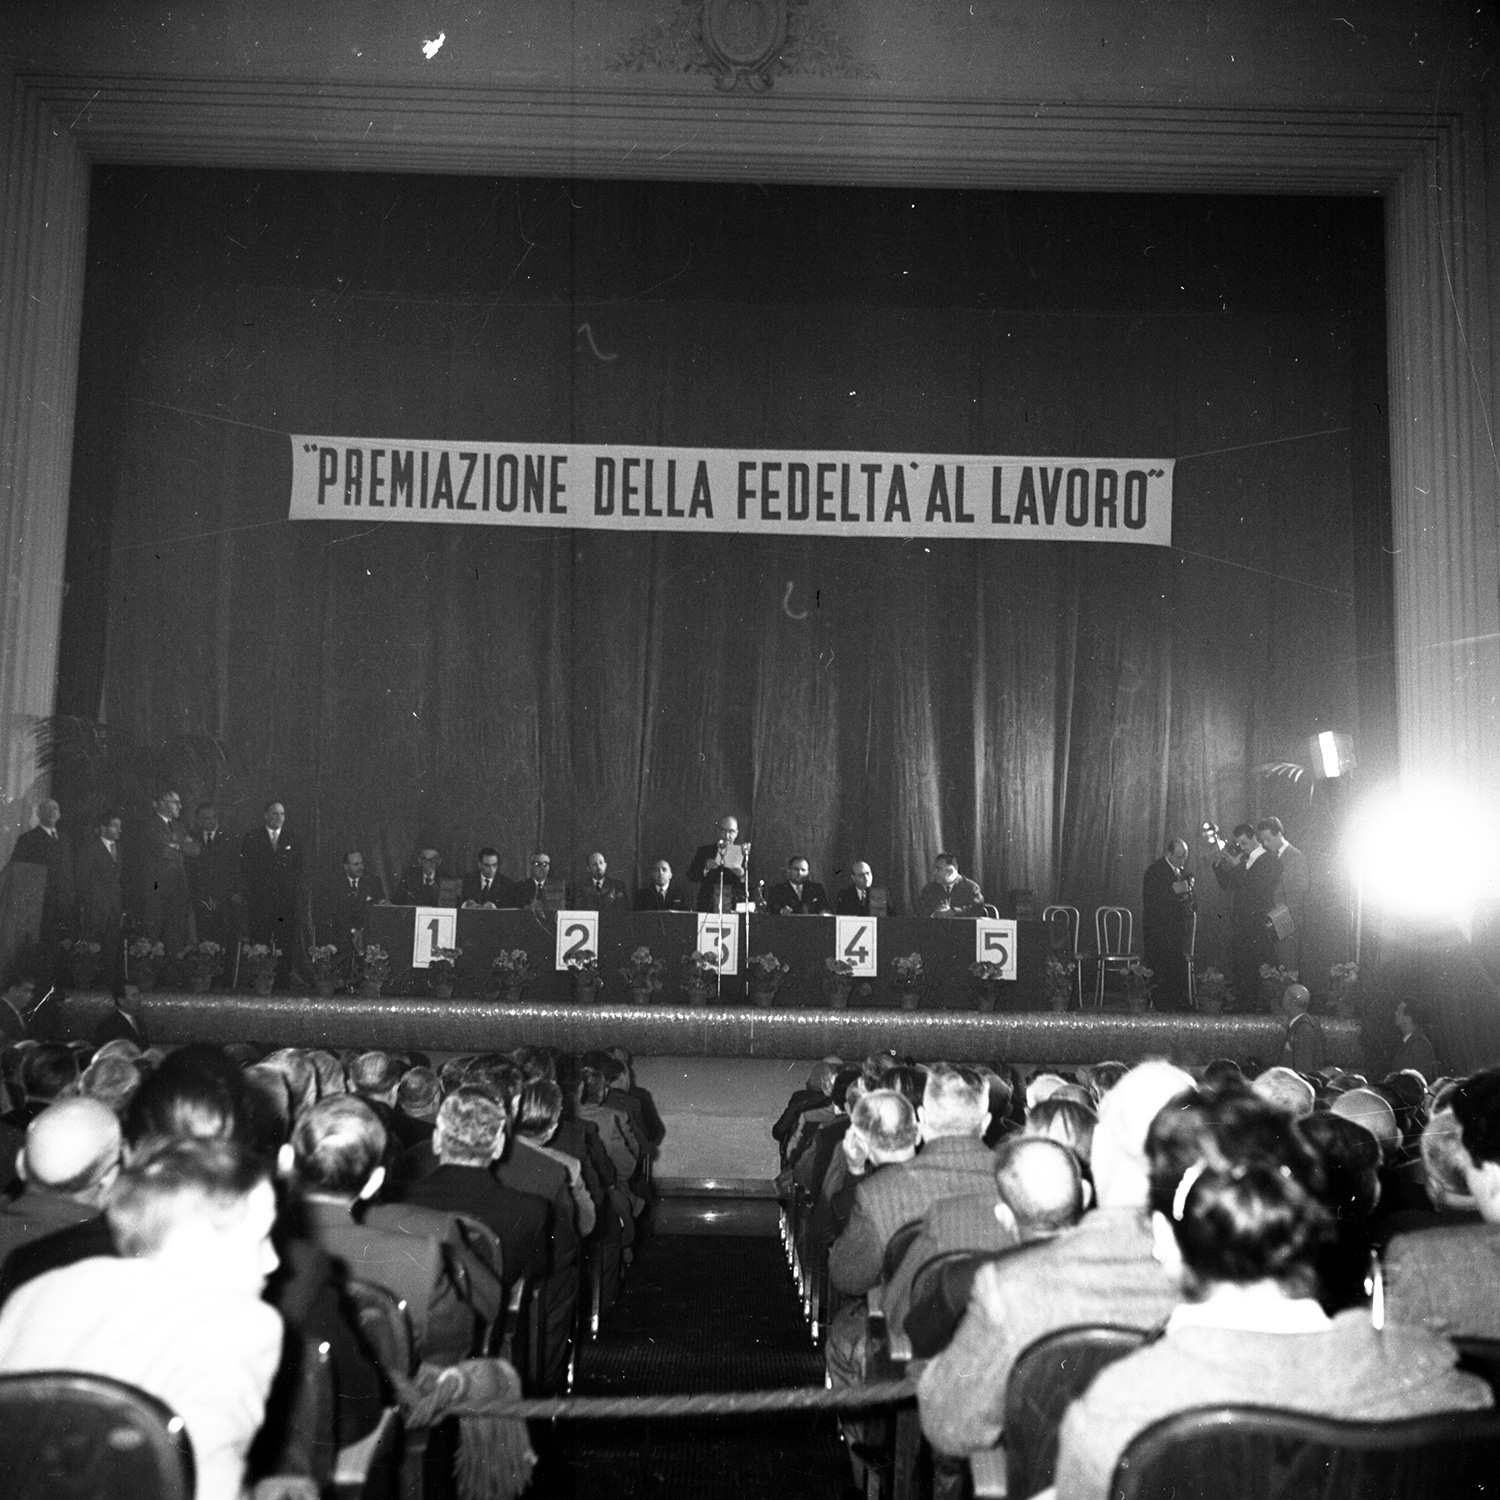 "PREMIAZIONE DELLA FEDELTA' AL LAVORO"
1 2 3 4 5